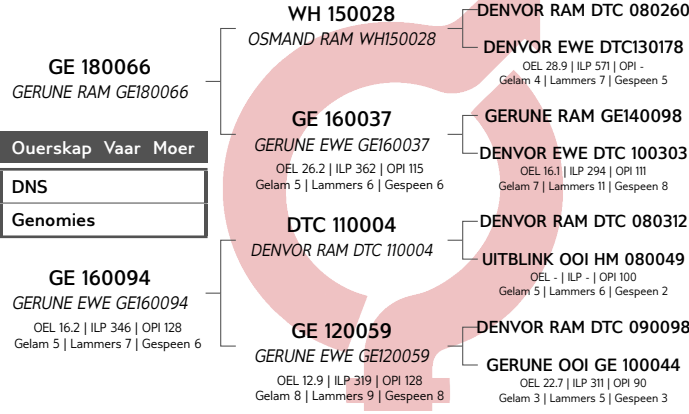 GE 180066
GERUNE RAM GE180066
Ouerskap Vaar Moer
DNS
Genomies
GE 160094
GERUNE EWE GE160094
OEL 16.2 | ILP 346 | OPI 128
Gelam 5 | Lammers 7 | Gespeen 6
WH 150028
OSMAND RAM WH150028
GE 160037
GERUNE EWE GE160037
OEL 26.2 | ILP 362 | OPI 115
Gelam 5 | Lammers 6 | Gespeen 6
DTC 110004
DENVOR RAM DTC 110004
GE 120059
GERUNE EWE GE120059
OEL 12.9 | ILP 319 | OPI 128
Gelam 8 | Lammers 9 | Gespeen 8
DENVOR RAM DTC 080260
DENVOR EWE DTC130178
OEL 28.9 | ILP 571 | OPI -
Gelam 4 | Lammers 7 | Gespeen 5
GERUNE RAM GE140098
DENVOR EWE DTC 100303
OEL 16.1 | ILP 294 | OPI 111
Gelam 7 | Lammers 11 | Gespeen 8
DENVOR RAM DTC 080312
UITBLINK OOI HM 080049
OEL - | ILP - | OPI 100
Gelam 5 | Lammers 6 | Gespeen 2
DENVOR RAM DTC 090098
GERUNE OOI GE 100044
OEL 22.7 | ILP 311 | OPI 90
Gelam 3 | Lammers 5 | Gespeen 3